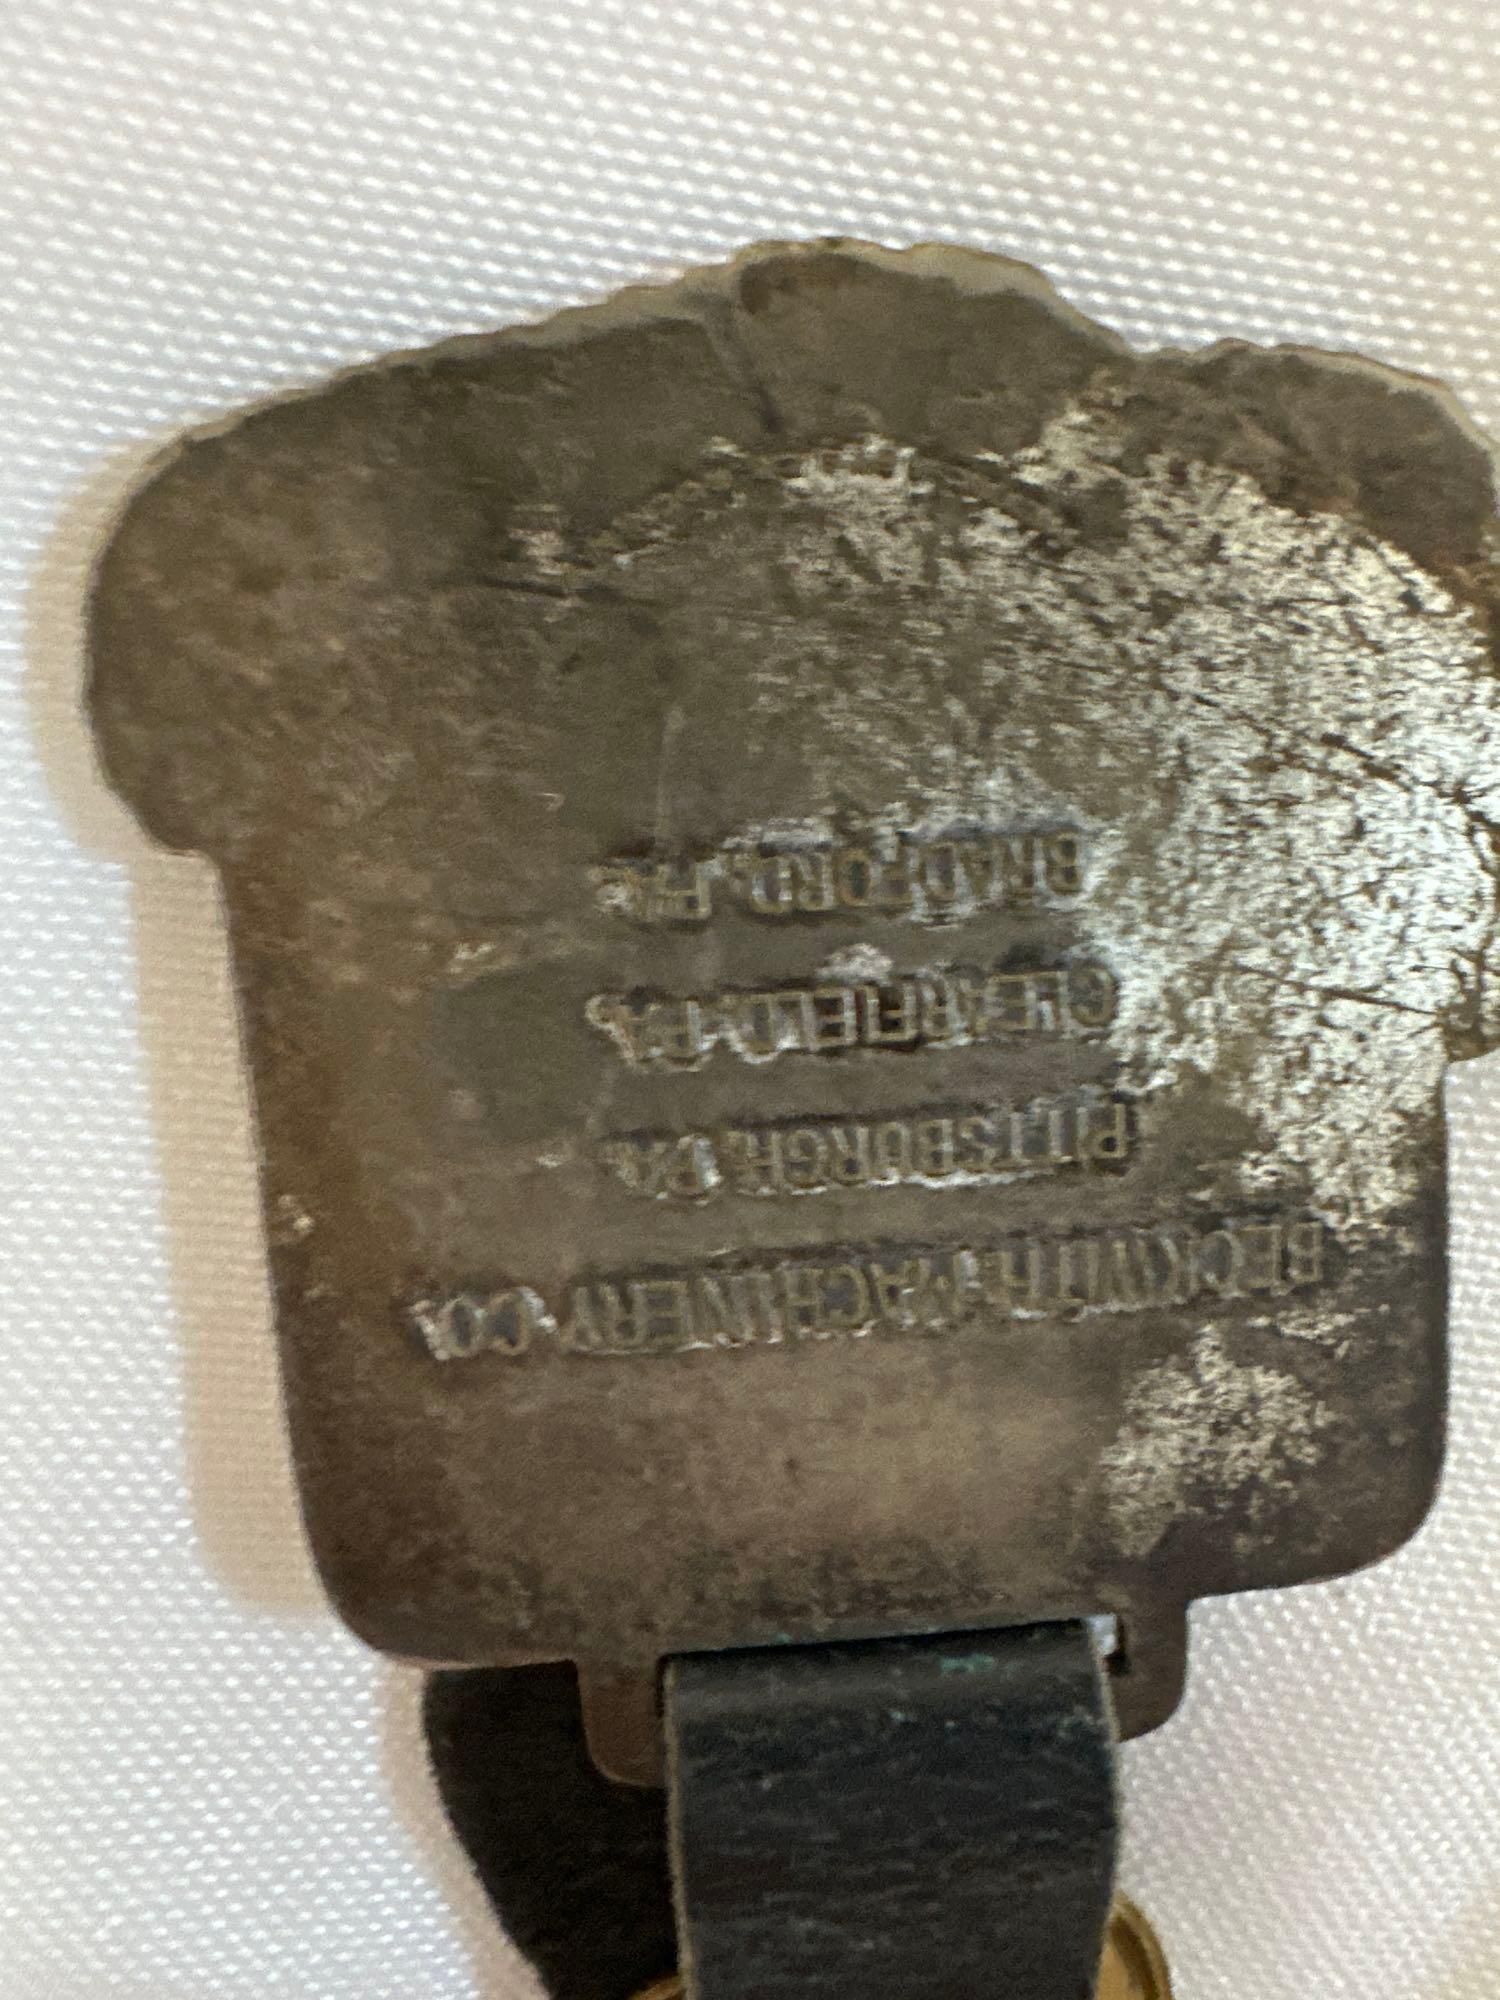 BECKWITH MACHINERY CO.
PITTSBURGH, PA.
CLEARFIELD, PA.
BRADFORD, PA.